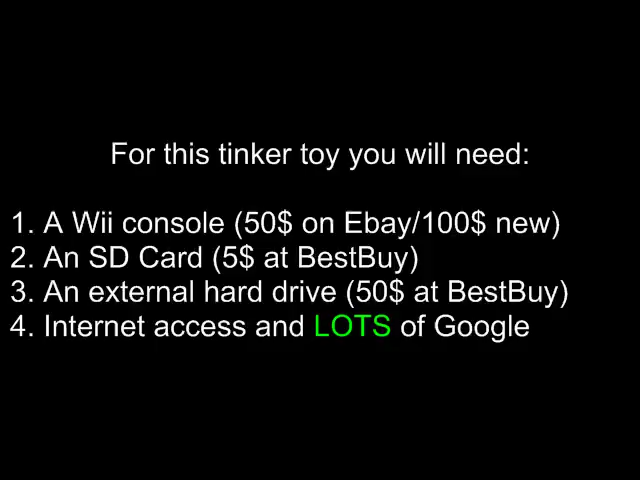 For this tinker toy you will need:
1. A Wii console (50$ on Ebay/100$ new)
2. An SD Card (5$ at BestBuy)
3. An external hard drive (50$ at BestBuy)
4. Internet access and LOTS of Google